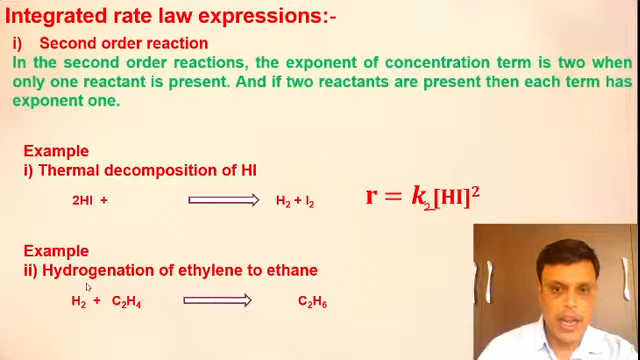 Integrated rate law expressions:-
i) Second order reaction
In the second order reactions, the exponent of concentration term is two when
only one reactant is present. And if two reactants are present then each term has
exponent one.
Example
i) Thermal decomposition of HI
2HI + H₂ + I₂
r = k₂[HI]²
Example
ii) Hydrogenation of ethylene to ethane
H₂ + C₂H₄ C₂H₆